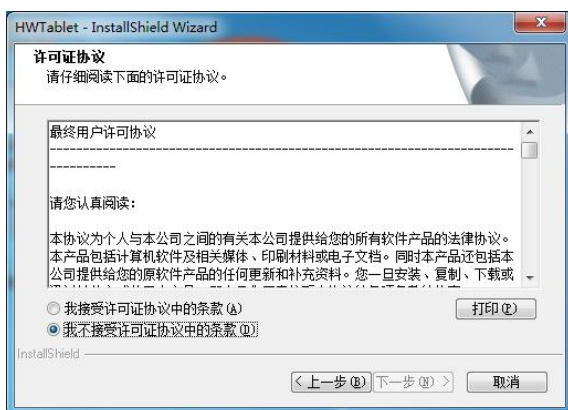 HWTablet - InstallShield Wizard
许可证协议
请仔细阅读下面的许可证协议。
最终用户许可协议
--------------------------------------------------------------------------------
----------
请您认真阅读：
本协议为个人与本公司之间的有关本公司提供给您的所有软件产品的法律协议。
本产品包括计算机软件及相关媒体、印刷材料或电子文档。同时本产品还包括本
公司提供给您的原软件产品的任何更新和补充资料。您一旦安装、复制、下载或
我接受许可证协议中的条款(A)
打印(P)
我不接受许可证协议中的条款(D)
InstallShield
< 上一步(B)
下一步(N) >
取消